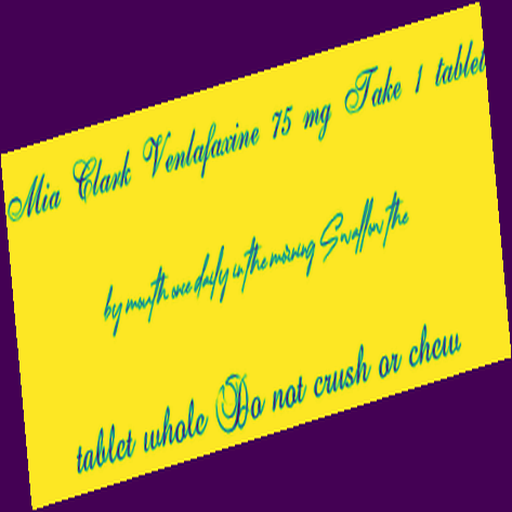 Mia Clark Venlafaxine 75 mg Take 1 tablet
by mouth once daily in the morning Swallow the
tablet whole Do not crush or chew